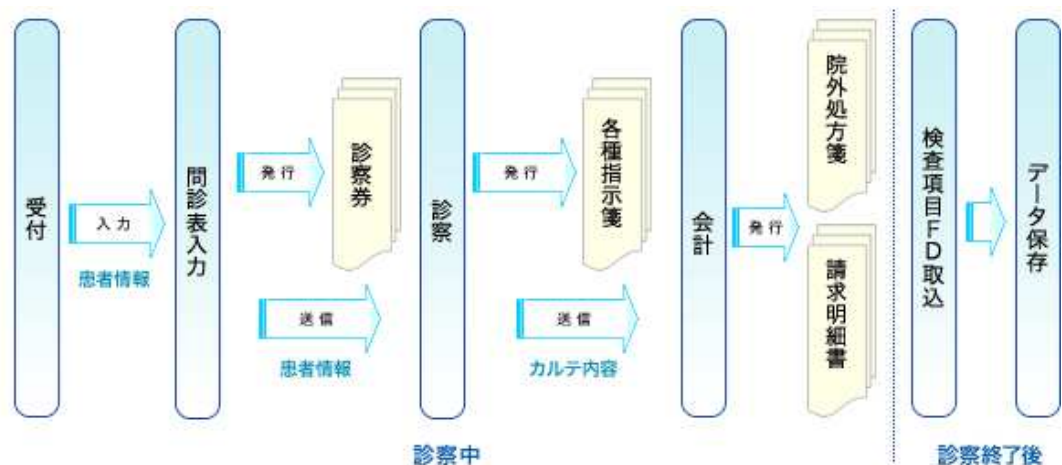 受付
入力
患者情報
問診表入力
発行
診察券
送信
患者情報
診察
発行
各種指示箋
送信
カルテ内容
会計
発行
院外処方箋
請求明細書
検査項目FD取込
データ保存
診察中
診察終了後